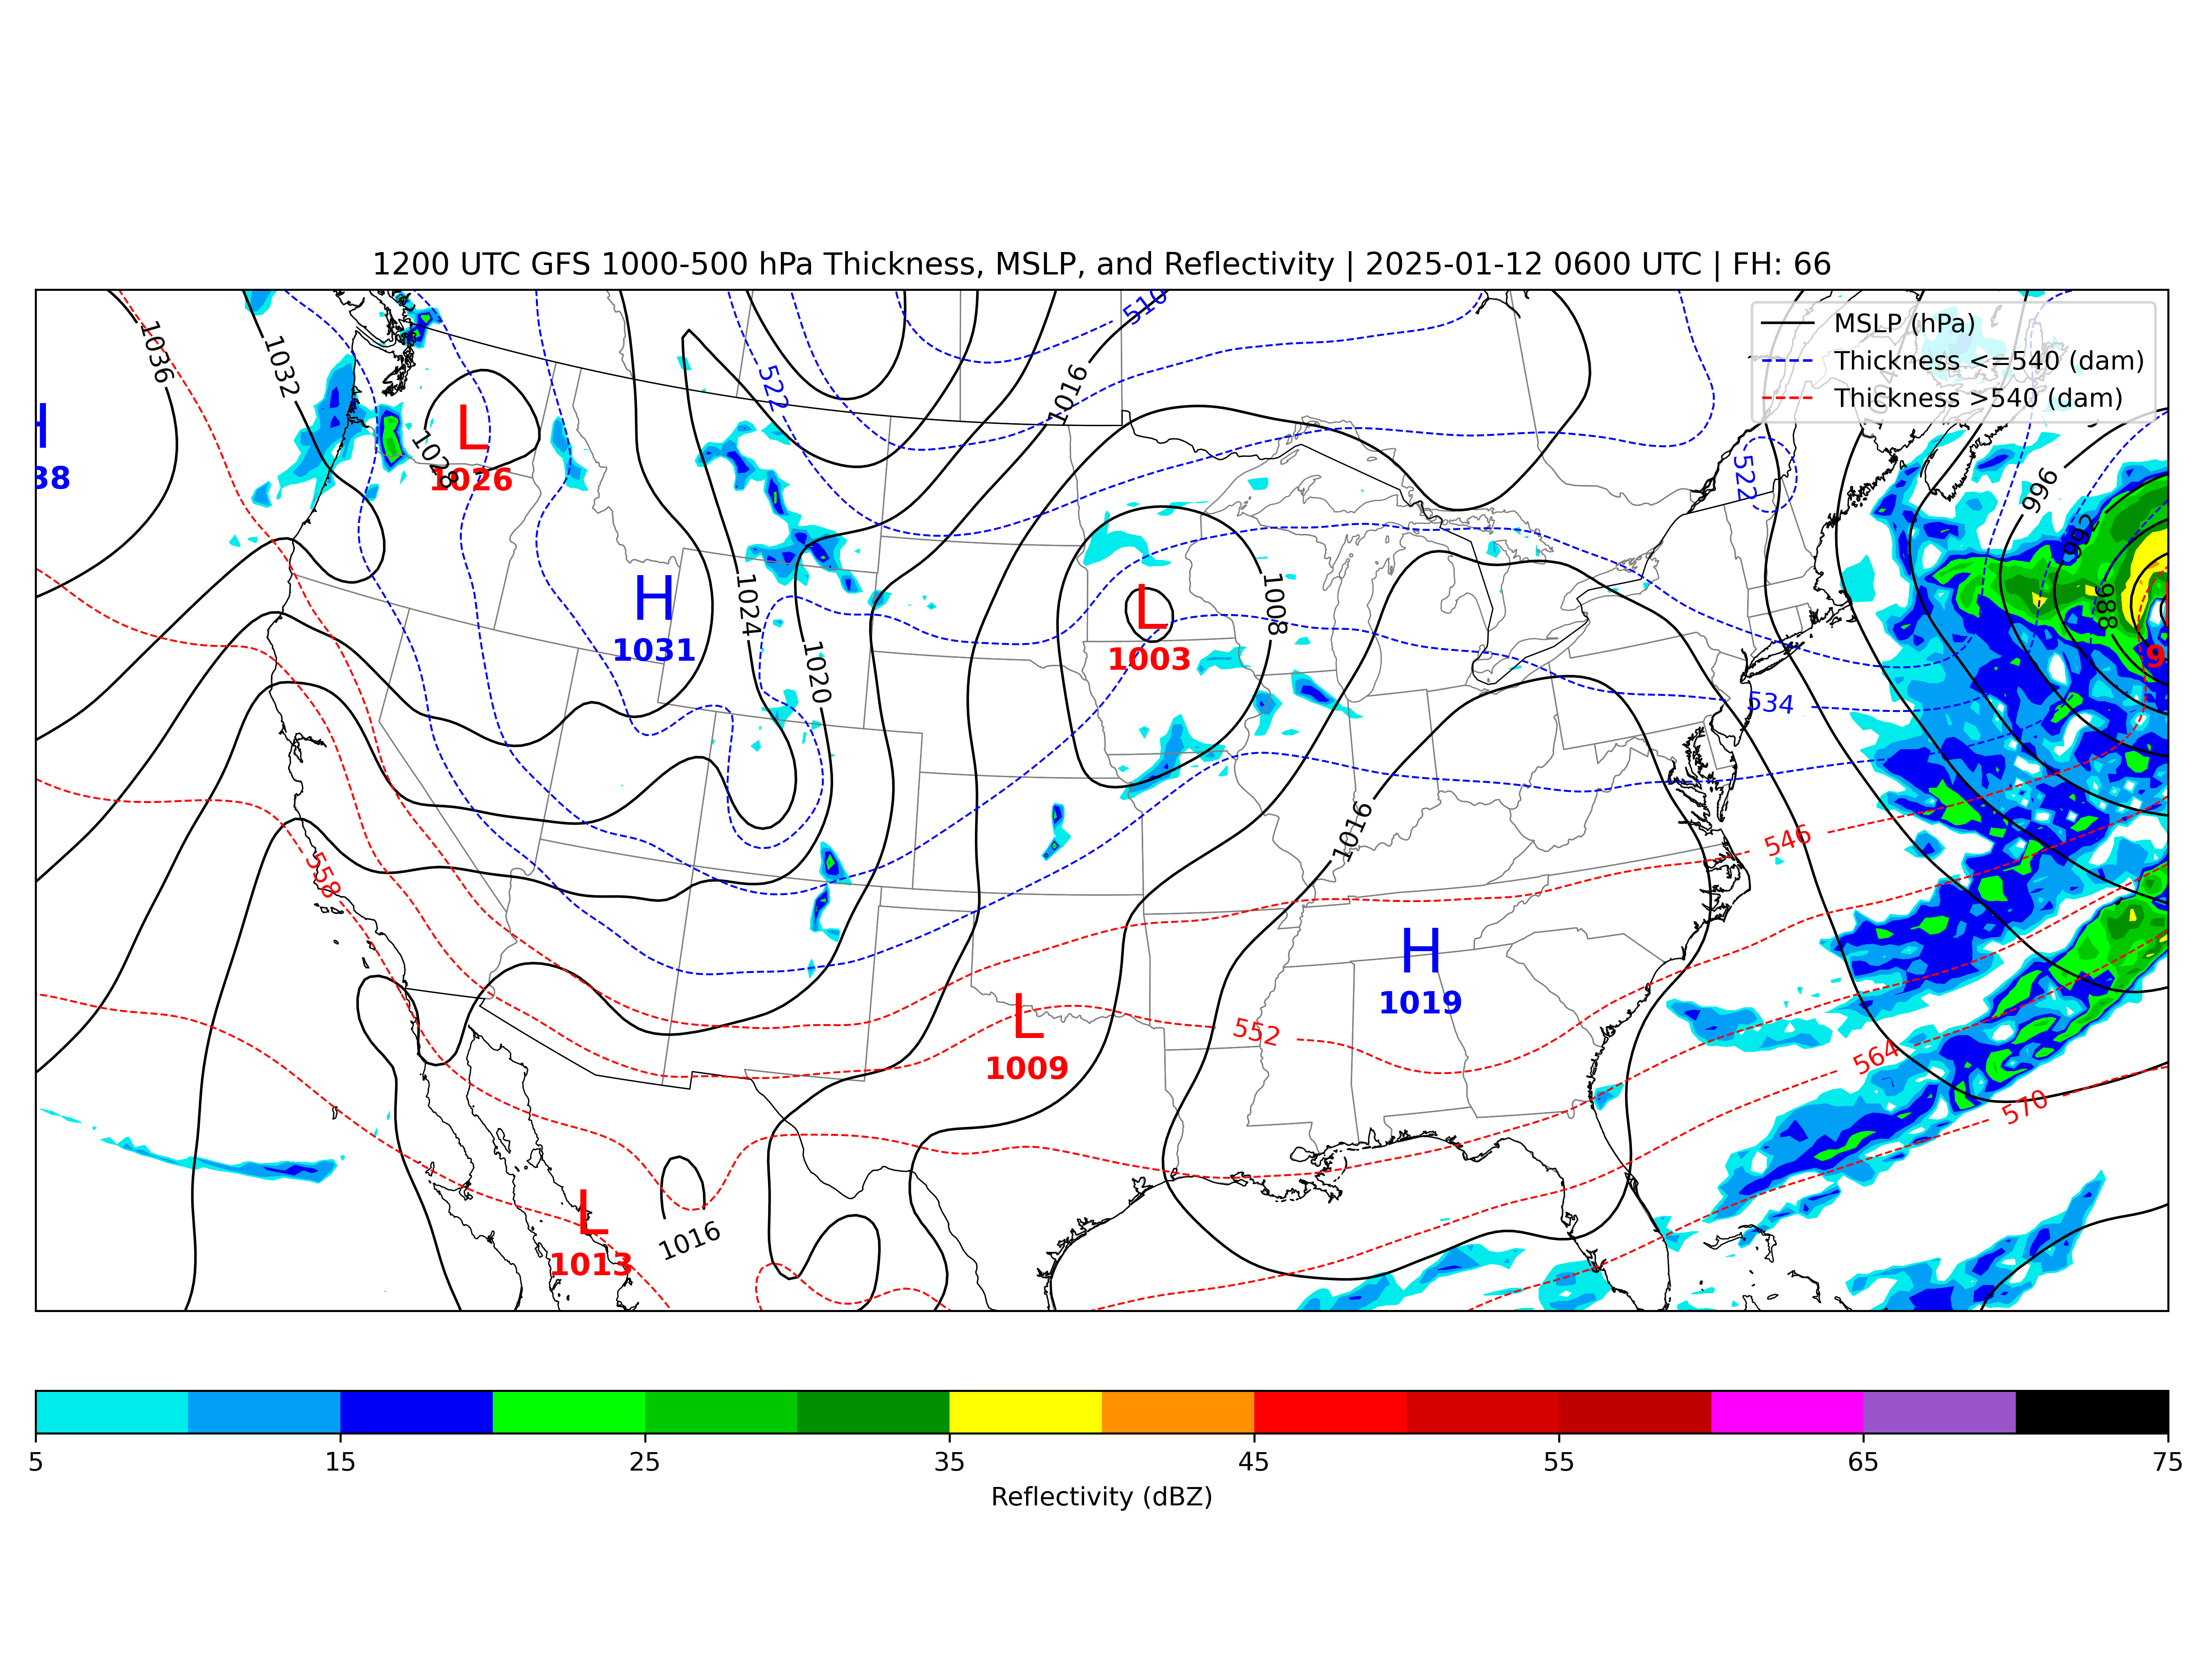 1200 UTC GFS 1000-500 hPa Thickness, MSLP, and Reflectivity | 2025-01-12 0600 UTC | FH: 66
MSLP (hPa)
Thickness <=540 (dam)
Thickness >540 (dam)
1036
1032
510
522
1016
H
38
L
1026
1028
522
996
992
988
H
1031
1024
1020
L
1003
1008
9
534
1016
546
558
H
1019
L
1009
552
564
570
L
1013
1016
5 15 25 35 45 55 65 75
Reflectivity (dBZ)